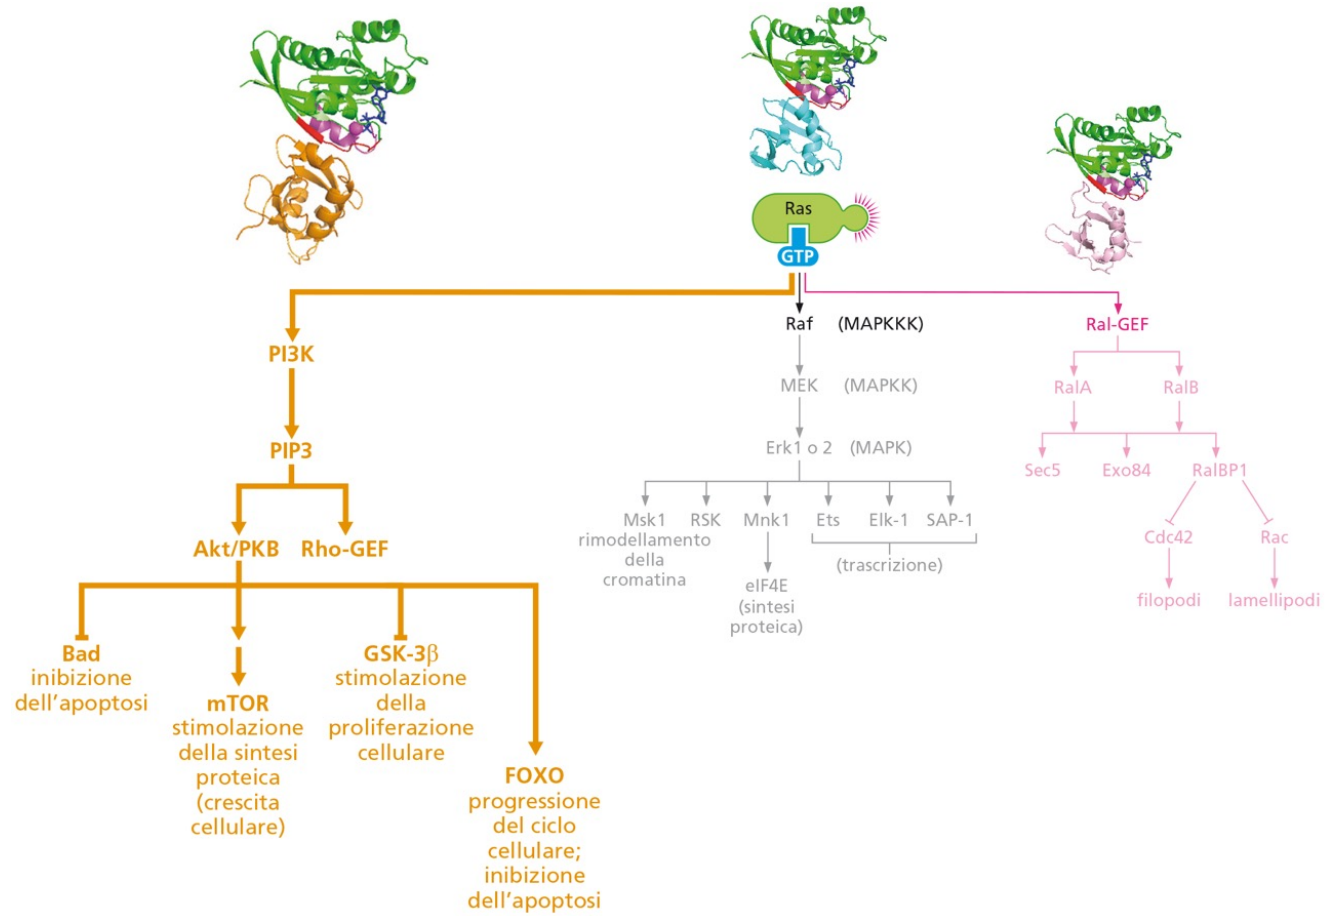 Ras
GTP
PI3K
PIP3
Akt/PKB Rho-GEF
Bad
inibizione
dell’apoptosi
mTOR
stimolazione
della sintesi
proteica
(crescita
cellulare)
GSK-3β
stimolazione
della
proliferazione
cellulare
FOXO
progressione
del ciclo
cellulare;
inibizione
dell’apoptosi
Raf (MAPKKK)
MEK (MAPKK)
Erk1 o 2 (MAPK)
Msk1
rimodellamento
della
cromatina
RSK
Mnk1
eIF4E
(sintesi
proteica)
Ets Elk-1 SAP-1
(trascrizione)
Ral-GEF
RalA RalB
Sec5 Exo84 RalBP1
Cdc42 Rac
filopodi lamellipodi